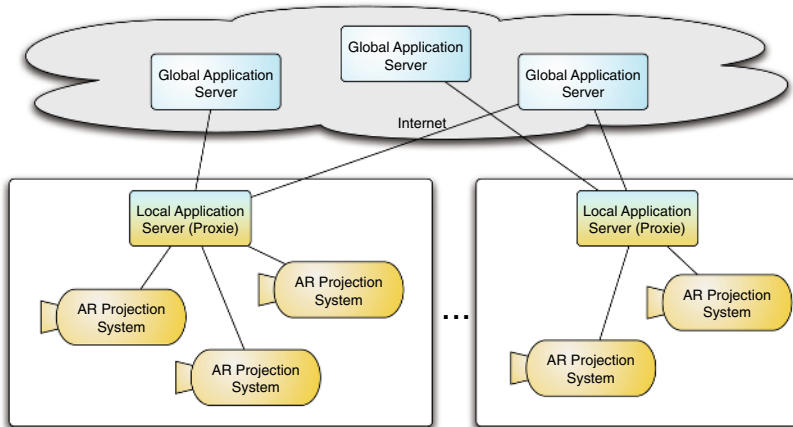 Global Application
Server
Global Application
Server
Global Application
Server
Internet
Local Application
Server (Proxie)
AR Projection
System
AR Projection
System
AR Projection
System
...
Local Application
Server (Proxie)
AR Projection
System
AR Projection
System